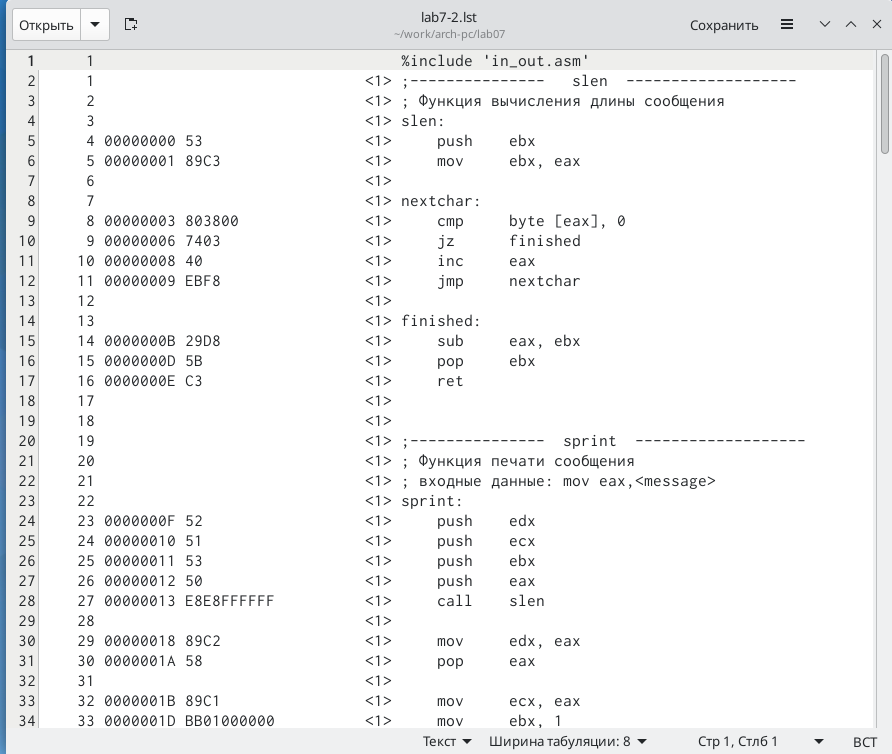 Открыть
lab7-2.lst
~/work/arch-pc/lab07
Сохранить
1 1 %include 'in_out.asm'
2 1 <1> ;--------------- slen -------------------
3 2 <1> ; Функция вычисления длины сообщения
4 3 <1> slen:
5 4 00000000 53 <1> push ebx
6 5 00000001 89C3 <1> mov ebx, eax
7 6 <1>
8 7 <1> nextchar:
9 8 00000003 803800 <1> cmp byte [eax], 0
10 9 00000006 7403 <1> jz finished
11 10 00000008 40 <1> inc eax
12 11 00000009 EBF8 <1> jmp nextchar
13 12 <1>
14 13 <1> finished:
15 14 0000000B 29D8 <1> sub eax, ebx
16 15 0000000D 5B <1> pop ebx
17 16 0000000E C3 <1> ret
18 17 <1>
19 18 <1>
20 19 <1> ;--------------- sprint -------------------
21 20 <1> ; Функция печати сообщения
22 21 <1> ; входные данные: mov eax,<message>
23 22 <1> sprint:
24 23 0000000F 52 <1> push edx
25 24 00000010 51 <1> push ecx
26 25 00000011 53 <1> push ebx
27 26 00000012 50 <1> push eax
28 27 00000013 E8E8FFFFFF <1> call slen
29 28 <1>
30 29 00000018 89C2 <1> mov edx, eax
31 30 0000001A 58 <1> pop eax
32 31 <1>
33 32 0000001B 89C1 <1> mov ecx, eax
34 33 0000001D BB01000000 <1> mov ebx, 1
Текст Ширина табуляции: 8 Стр 1, Стлб 1 ВСТ